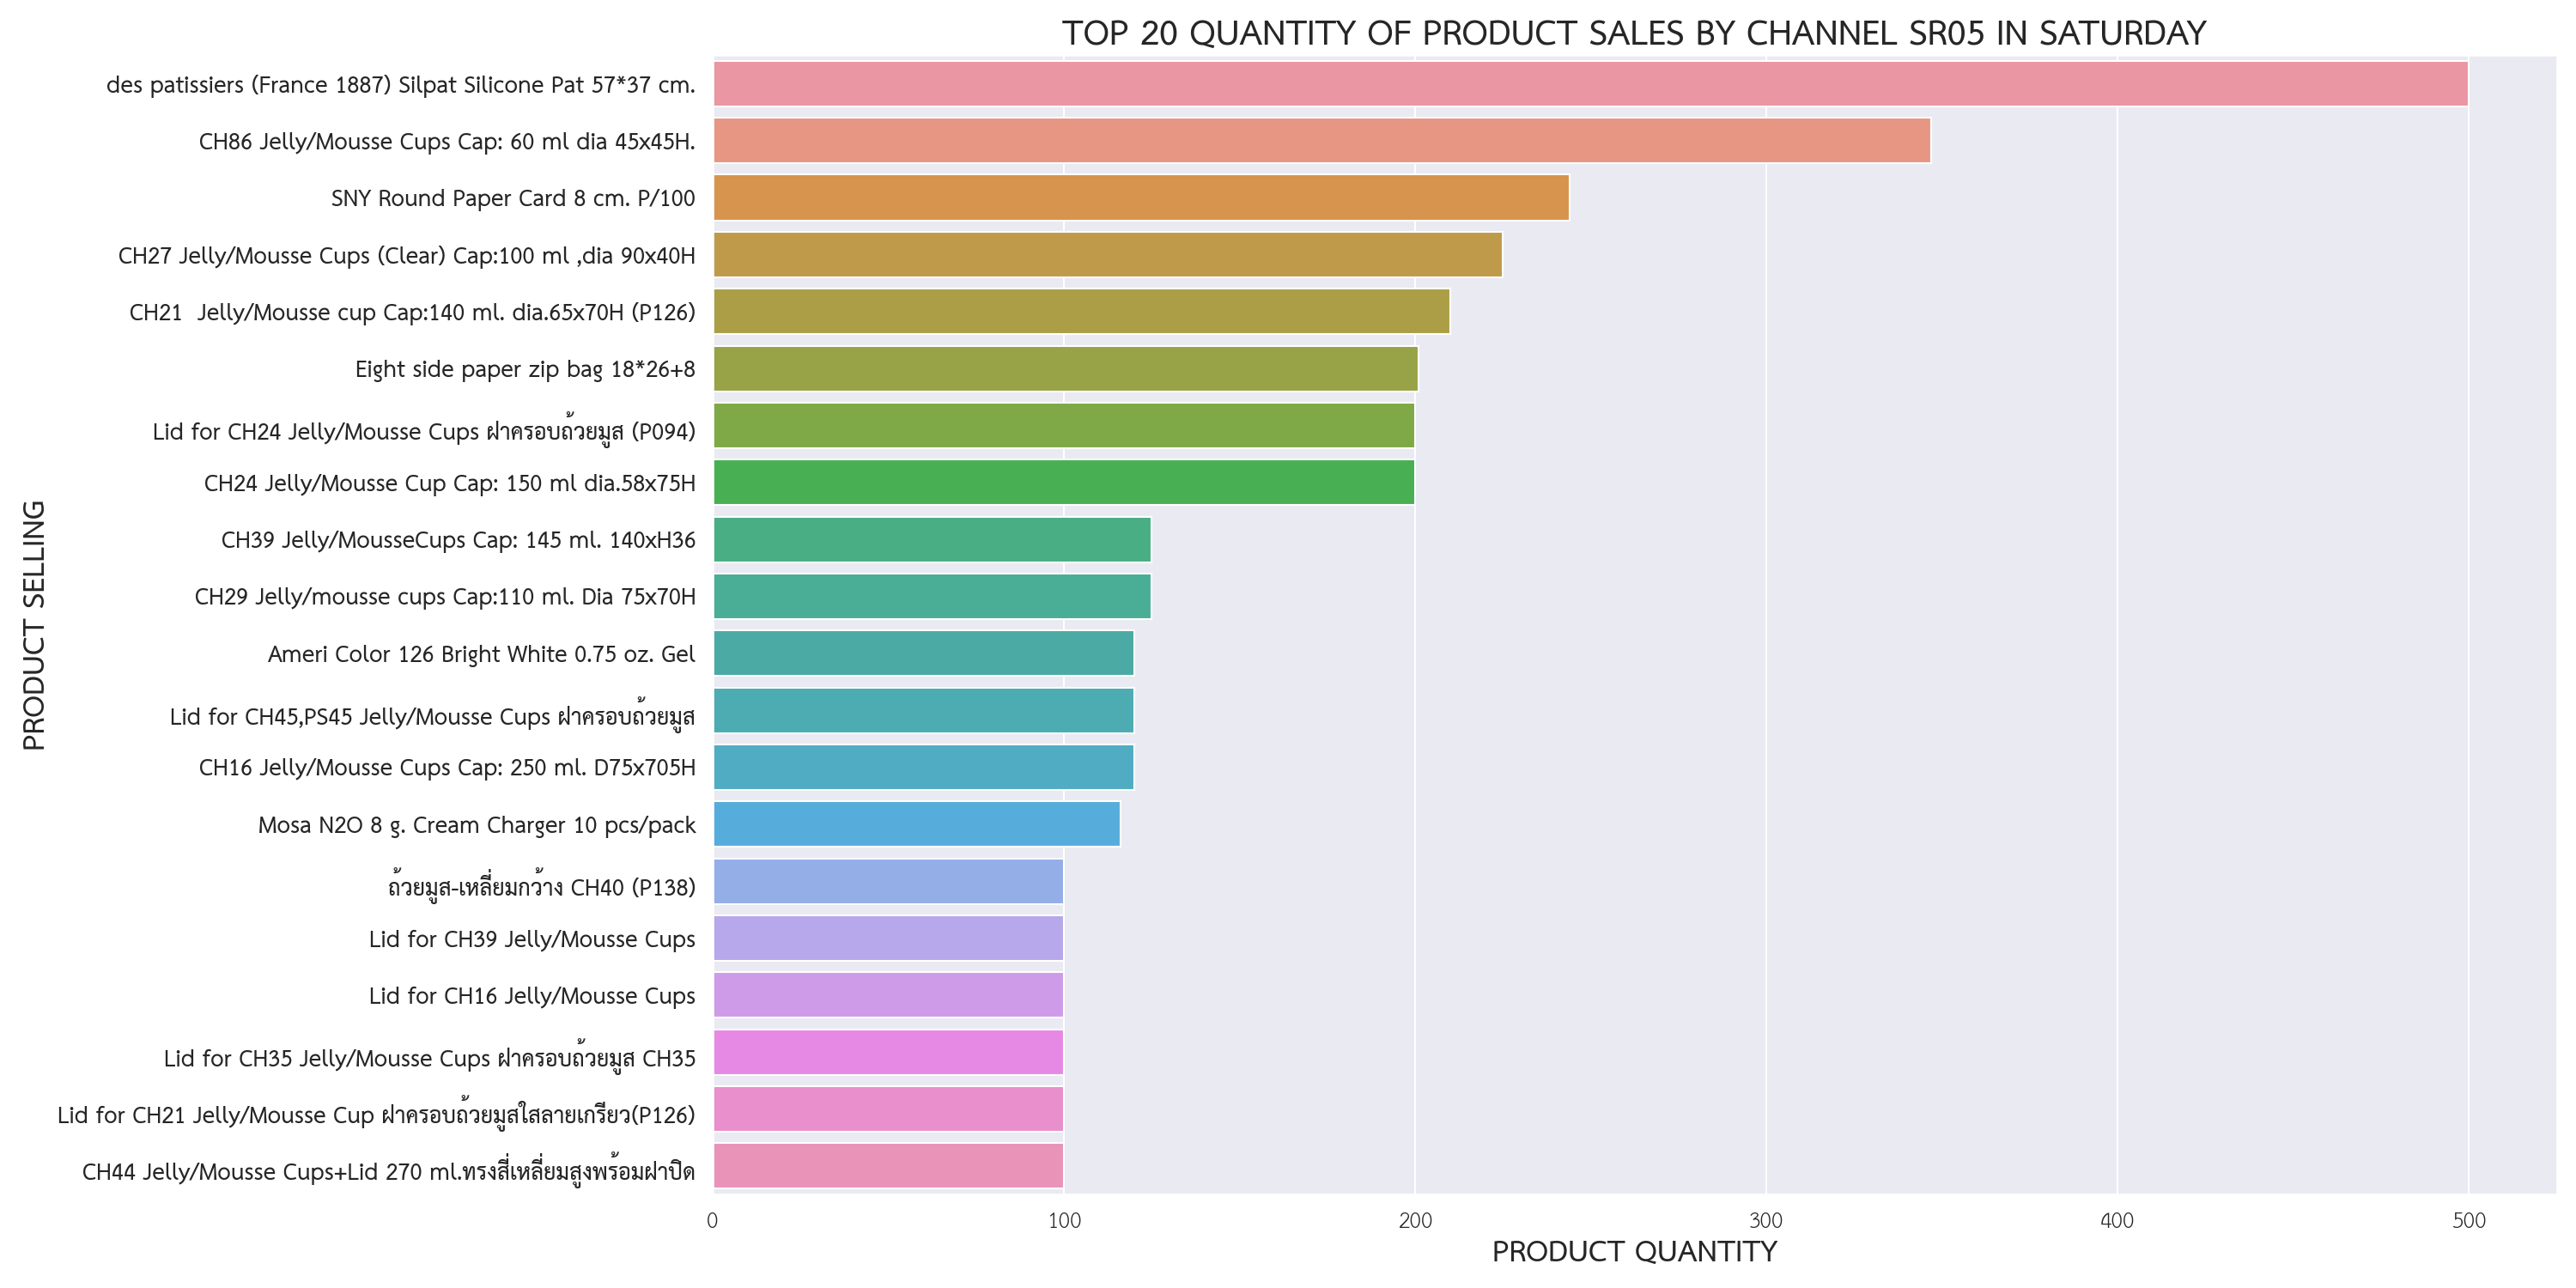 TOP 20 QUANTITY OF PRODUCT SALES BY CHANNEL SR05 IN SATURDAY
PRODUCT SELLING
des patissiers (France 1887) Silpat Silicone Pat 57*37 cm.
CH86 Jelly/Mousse Cups Cap: 60 ml dia 45x45H.
SNY Round Paper Card 8 cm. P/100
CH27 Jelly/Mousse Cups (Clear) Cap:100 ml ,dia 90x40H
CH21  Jelly/Mousse cup Cap:140 ml. dia.65x70H (P126)
Eight side paper zip bag 18*26+8
Lid for CH24 Jelly/Mousse Cups ฝาครอบถ้วยมูส (P094)
CH24 Jelly/Mousse Cup Cap: 150 ml dia.58x75H
CH39 Jelly/MousseCups Cap: 145 ml. 140xH36
CH29 Jelly/mousse cups Cap:110 ml. Dia 75x70H
Ameri Color 126 Bright White 0.75 oz. Gel
Lid for CH45,PS45 Jelly/Mousse Cups ฝาครอบถ้วยมูส
CH16 Jelly/Mousse Cups Cap: 250 ml. D75x705H
Mosa N2O 8 g. Cream Charger 10 pcs/pack
ถ้วยมูส-เหลี่ยมกว้าง CH40 (P138)
Lid for CH39 Jelly/Mousse Cups
Lid for CH16 Jelly/Mousse Cups
Lid for CH35 Jelly/Mousse Cups ฝาครอบถ้วยมูส CH35
Lid for CH21 Jelly/Mousse Cup ฝาครอบถ้วยมูสใสลายเกรียว(P126)
CH44 Jelly/Mousse Cups+Lid 270 ml.ทรงสี่เหลี่ยมสูงพร้อมฝาปิด
0 100 200 300 400 500
PRODUCT QUANTITY